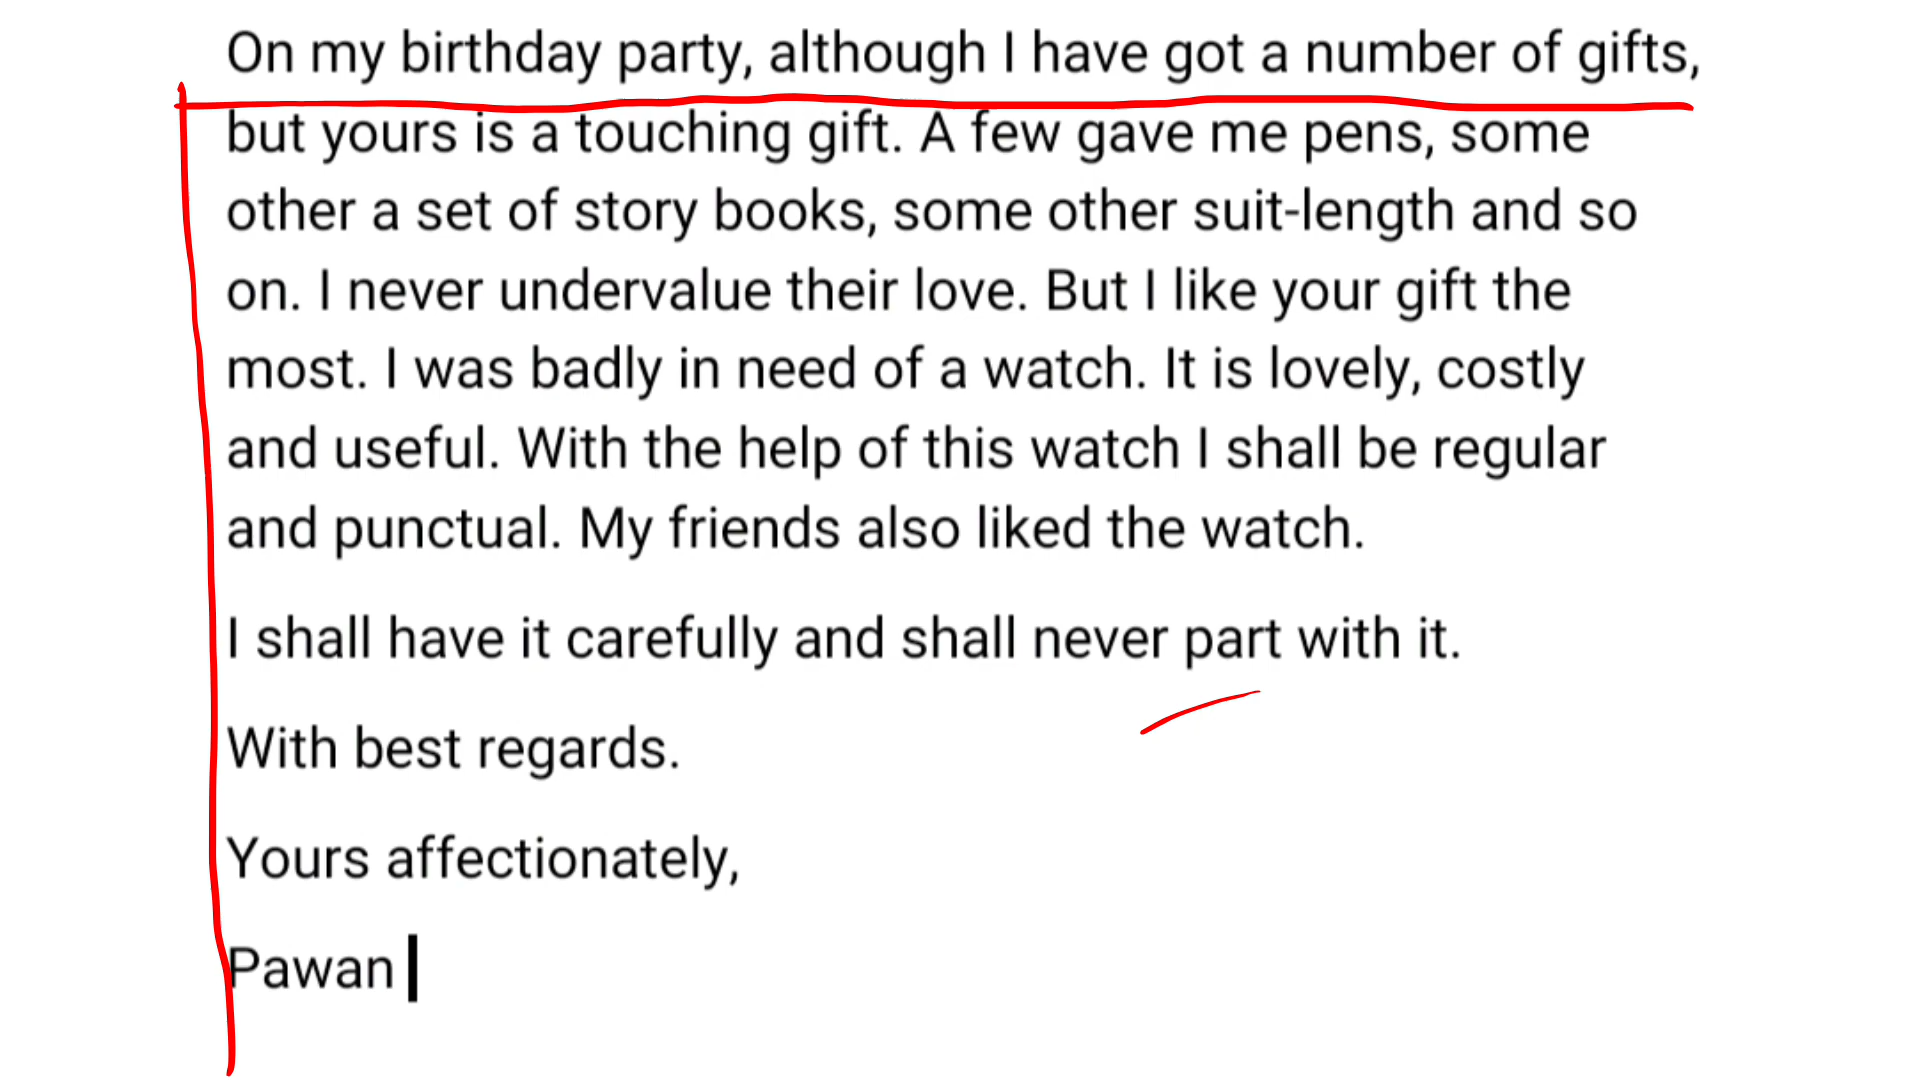 On my birthday party, although I have got a number of gifts,
but yours is a touching gift. A few gave me pens, some
other a set of story books, some other suit-length and so
on. I never undervalue their love. But I like your gift the
most. I was badly in need of a watch. It is lovely, costly
and useful. With the help of this watch I shall be regular
and punctual. My friends also liked the watch.
I shall have it carefully and shall never part with it.
With best regards.
Yours affectionately,
Pawan